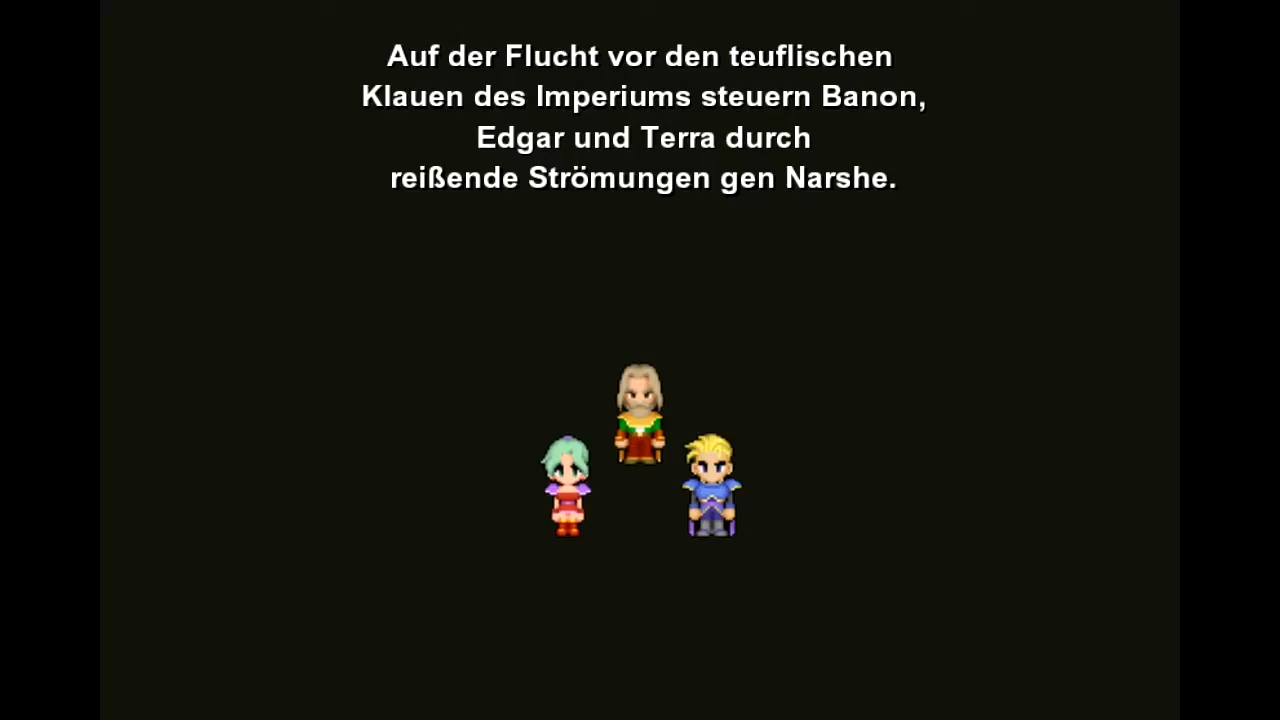 Auf der Flucht vor den teuflischen
Klauen des Imperiums steuern Banon,
Edgar und Terra durch
reißende Strömungen gen Narshe.